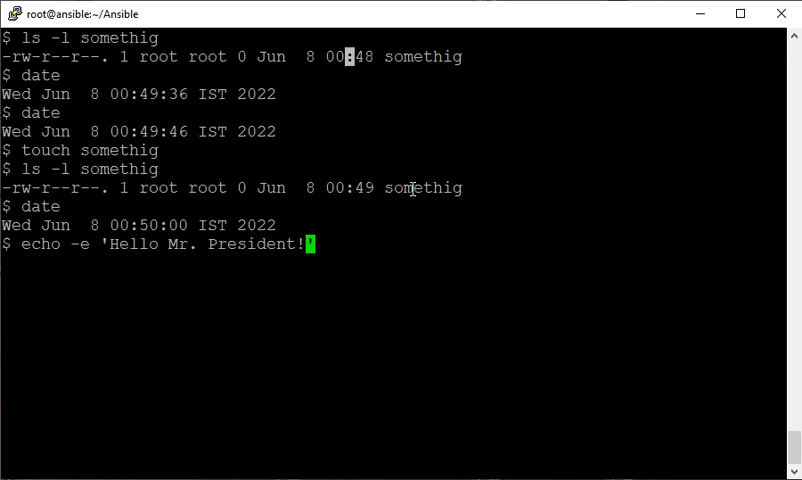 root@ansible:~/Ansible
$ ls -l somethig
-rw-r--r--. 1 root root 0 Jun  8 00:48 somethig
$ date
Wed Jun  8 00:49:36 IST 2022
$ date
Wed Jun  8 00:49:46 IST 2022
$ touch somethig
$ ls -l somethig
-rw-r--r--. 1 root root 0 Jun  8 00:49 somethig
$ date
Wed Jun  8 00:50:00 IST 2022
$ echo -e 'Hello Mr. President!'